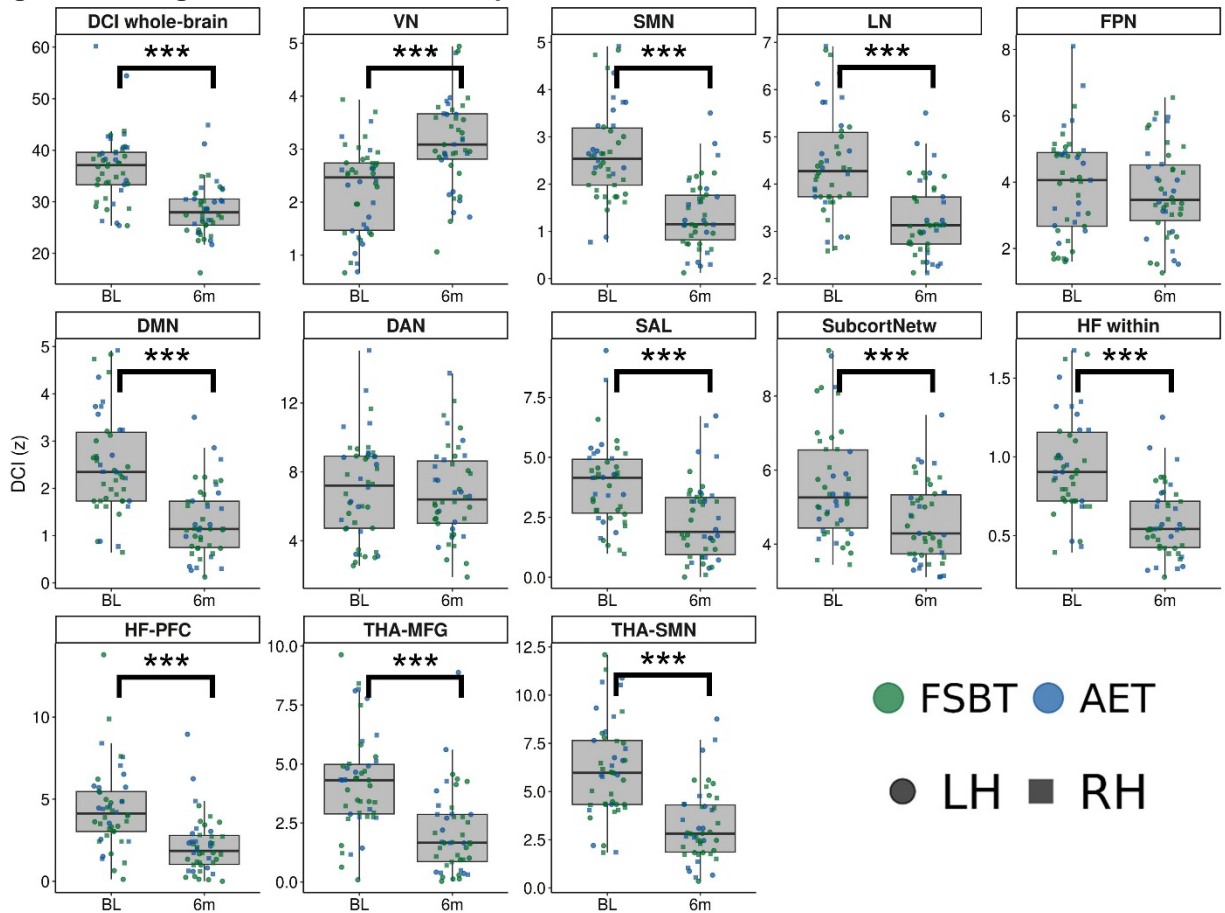 DCI whole-brain VN SMN LN FPN
*** *** *** ***
60 5 5 7 8
50 4 4 6 6
40 3 3 5 4
30 2 2 4 2
20 1 1 3
0 2
BL 6m BL 6m BL 6m BL 6m BL 6m
DMN DAN SAL SubcortNetw HF within
*** *** *** ***
DCI (z)
5 12 7.5 8 1.5
4 8 5.0 6 1.0
3 4 2.5 4 0.5
2 0.0
1
0
BL 6m BL 6m BL 6m BL 6m BL 6m
HF-PFC THA-MFG THA-SMN
*** *** ***
10 10.0 12.5
5 7.5 10.0
0 5.0 7.5
2.5 5.0
0.0 2.5
0.0
BL 6m BL 6m BL 6m
FSBT AET
LH RH